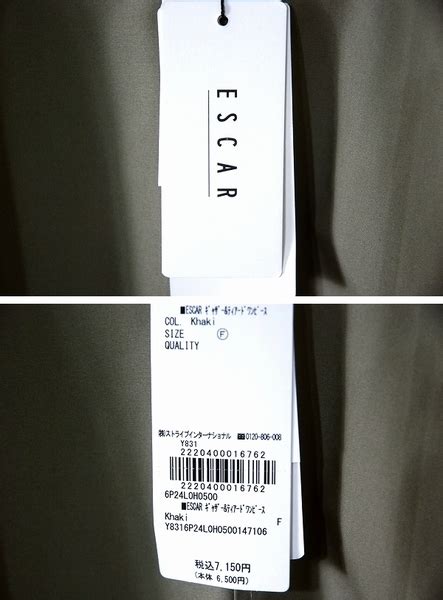 ESCAR
■ESCAR ギャザー&ティアードワンピース
COL. Khaki
SIZE Ⓕ
QUALITY
㈱ストライプインターナショナル ☎0120-806-008
Y831
2220400016762
2220400016762
6P24L0H0500
■ESCAR ギャザー&ティアードワンピース
Khaki F
Y8316P24L0H0500147106
税込7,150円
(本体 6,500円)